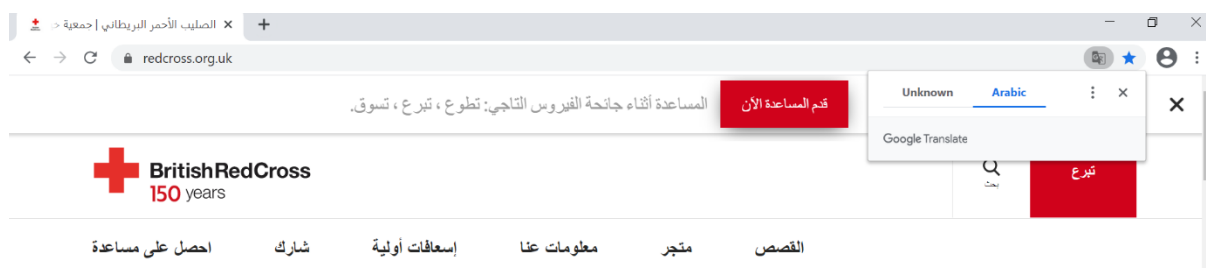 الصليب الأحمر البريطاني | جمعية
redcross.org.uk
المساعدة أثناء جائحة الفيروس التاجي: تطوع ، تبرع ، تسوق.
قدم المساعدة الآن
Unknown
Arabic
Google Translate
BritishRedCross
150 years
بحث
تبرع
احصل على مساعدة
شارك
إسعافات أولية
معلومات عنا
متجر
القصص